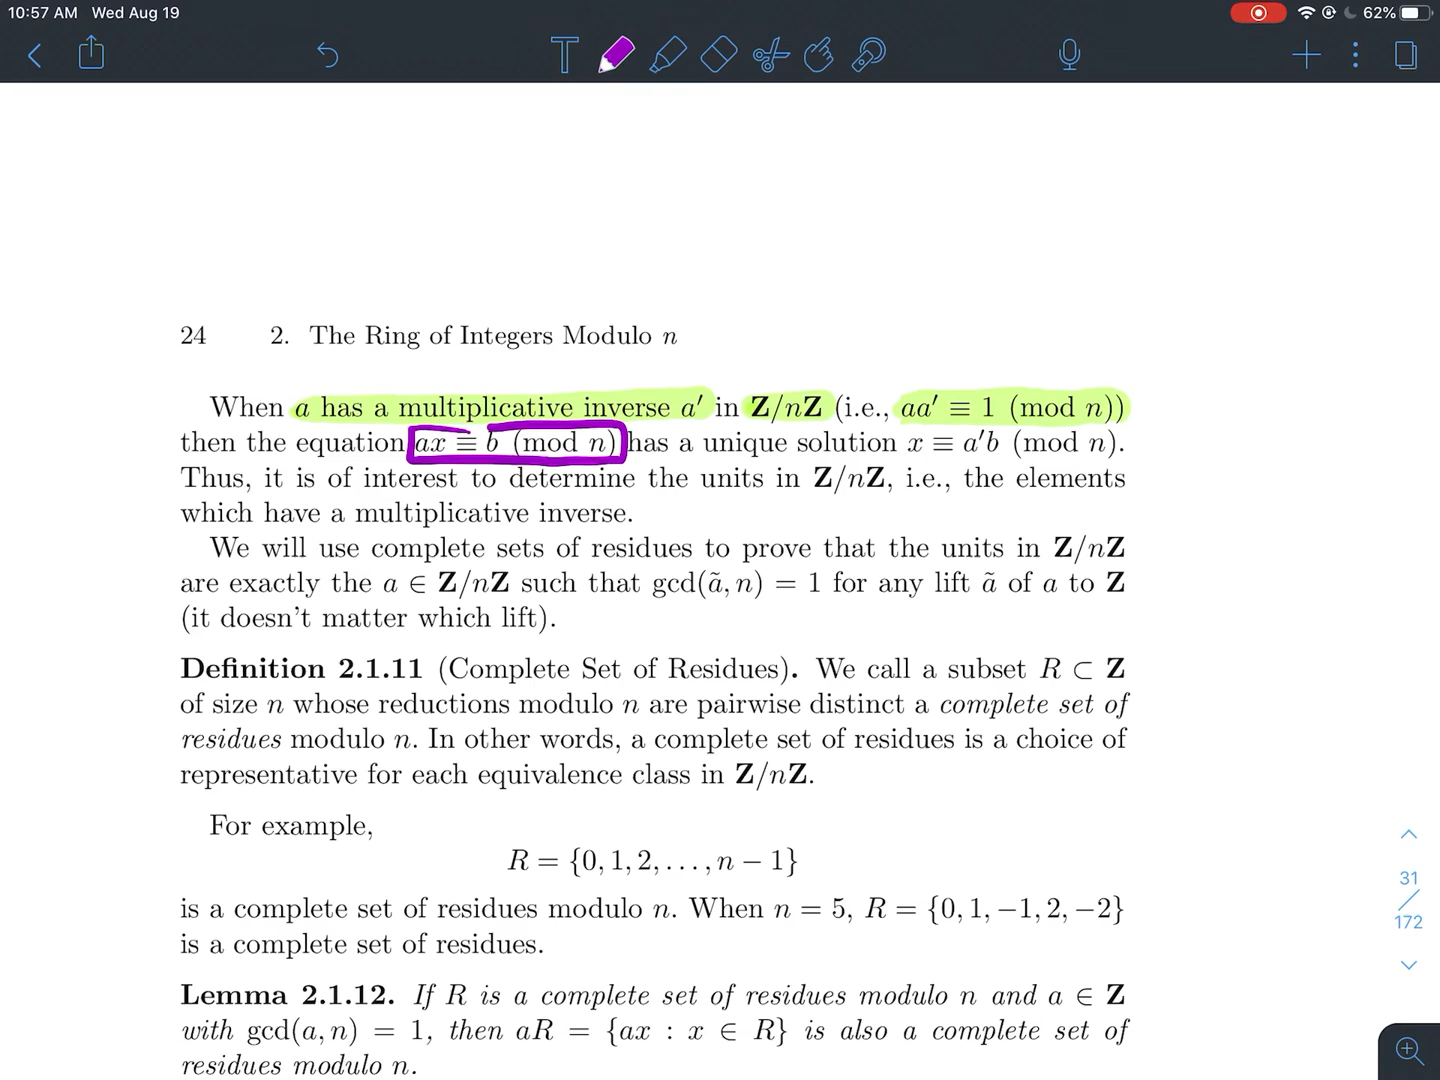 10:57 AM Wed Aug 19
62%
T
24 2. The Ring of Integers Modulo n
When a has a multiplicative inverse a′ in Z/nZ (i.e., aa′ ≡ 1 (mod n))
then the equation ax ≡ b (mod n) has a unique solution x ≡ a′b (mod n).
Thus, it is of interest to determine the units in Z/nZ, i.e., the elements
which have a multiplicative inverse.
We will use complete sets of residues to prove that the units in Z/nZ
are exactly the a ∈ Z/nZ such that gcd(ã, n) = 1 for any lift ã of a to Z
(it doesn't matter which lift).
Definition 2.1.11 (Complete Set of Residues). We call a subset R ⊂ Z
of size n whose reductions modulo n are pairwise distinct a complete set of
residues modulo n. In other words, a complete set of residues is a choice of
representative for each equivalence class in Z/nZ.
For example,
R = {0, 1, 2, . . . , n − 1}
is a complete set of residues modulo n. When n = 5, R = {0, 1, −1, 2, −2}
is a complete set of residues.
Lemma 2.1.12. If R is a complete set of residues modulo n and a ∈ Z
with gcd(a, n) = 1, then aR = {ax : x ∈ R} is also a complete set of
residues modulo n.
31
/
172